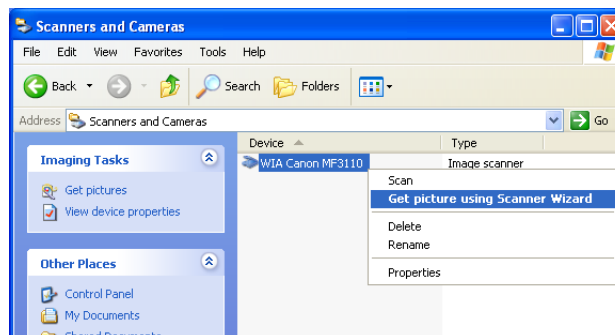 Scanners and Cameras
File Edit View Favorites Tools Help
Back Search Folders
Address Scanners and Cameras Go
Device Type
Imaging Tasks
WIA Canon MF3110 Image scanner
Get pictures
View device properties
Scan
Get picture using Scanner Wizard
Delete
Rename
Properties
Other Places
Control Panel
My Documents
Shared Documents